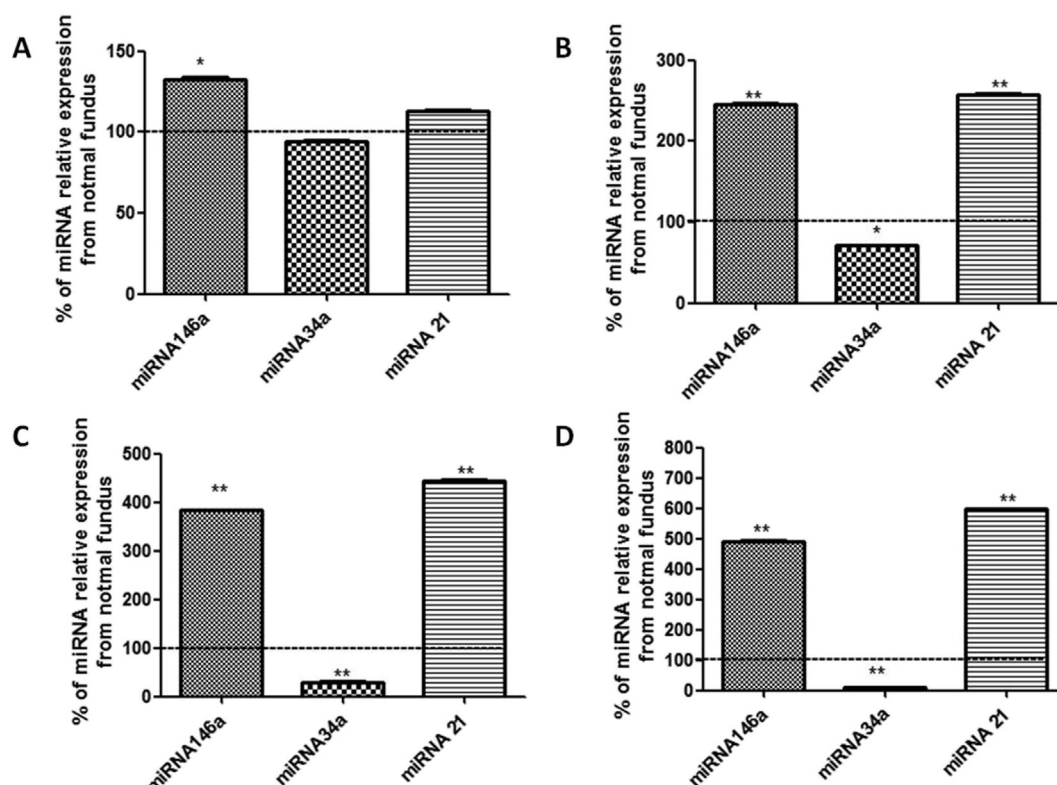 A
% of miRNA relative expression
from notmal fundus
150
100
50
0
*
miRNA146a
miRNA34a
miRNA 21
B
% of miRNA relative expression
from notmal fundus
300
200
100
0
**
*
**
miRNA146a
miRNA34a
miRNA 21
C
% of miRNA relative expression
from notmal fundus
500
400
300
200
100
0
**
**
**
miRNA146a
miRNA34a
miRNA 21
D
% of miRNA relative expression
from notmal fundus
800
700
600
500
400
300
200
100
0
**
**
**
miRNA146a
miRNA34a
miRNA 21